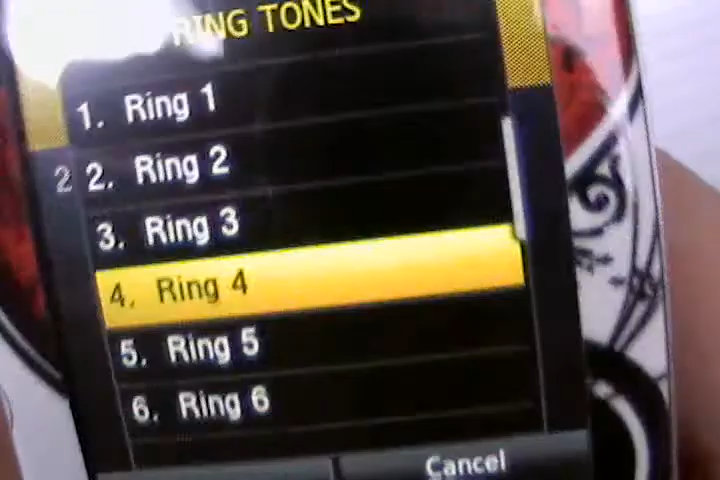 RING TONES
1. Ring 1
2 2. Ring 2
3. Ring 3
4. Ring 4
5. Ring 5
6. Ring 6
Cancel